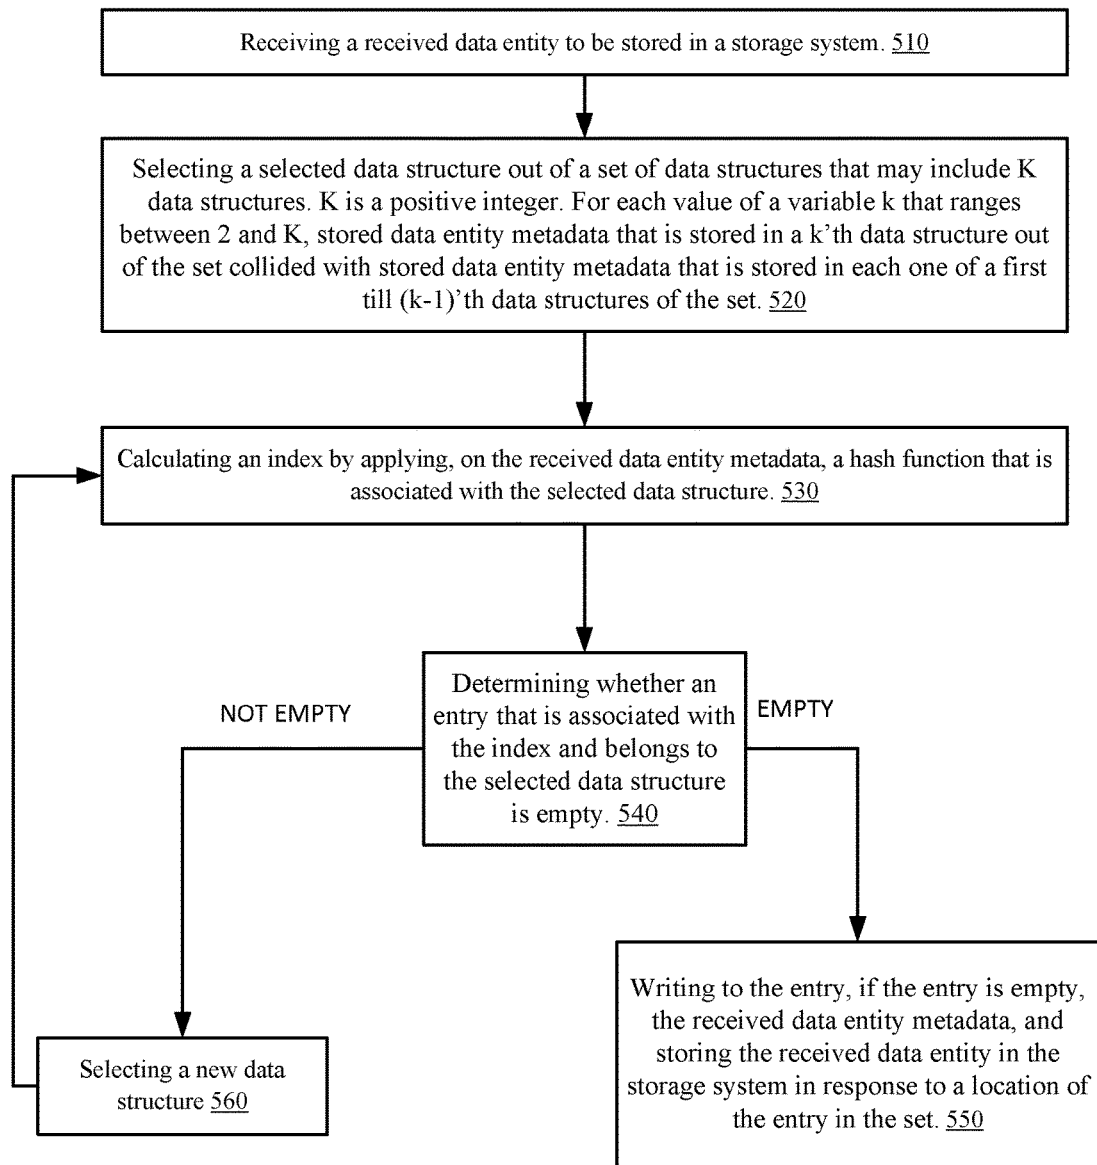 Receiving a received data entity to be stored in a storage system. 510
Selecting a selected data structure out of a set of data structures that may include K
data structures. K is a positive integer. For each value of a variable k that ranges
between 2 and K, stored data entity metadata that is stored in a k'th data structure out
of the set collided with stored data entity metadata that is stored in each one of a first
till (k-1)'th data structures of the set. 520
Calculating an index by applying, on the received data entity metadata, a hash function that is
associated with the selected data structure. 530
Determining whether an
entry that is associated with
the index and belongs to
the selected data structure
is empty. 540
NOT EMPTY
EMPTY
Writing to the entry, if the entry is empty,
the received data entity metadata, and
storing the received data entity in the
storage system in response to a location of
the entry in the set. 550
Selecting a new data
structure 560